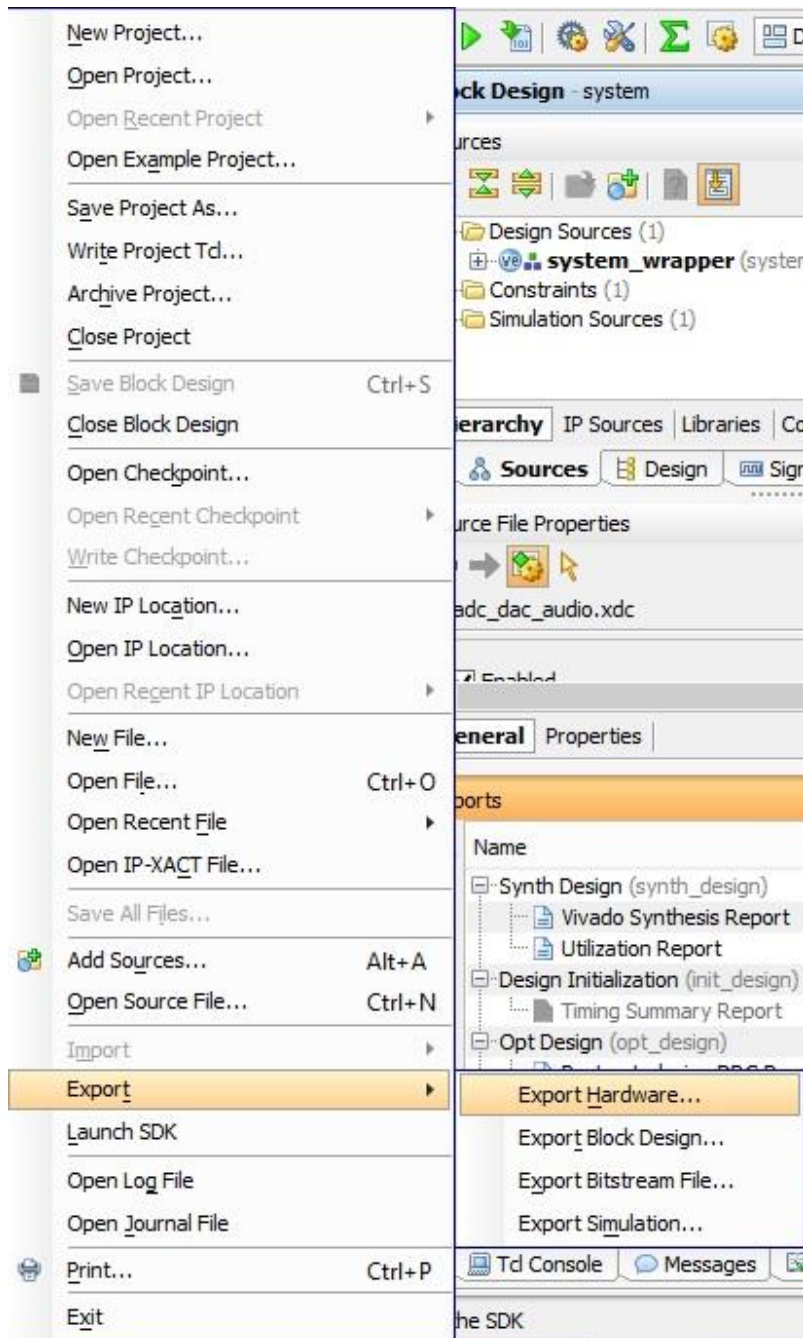 New Project...
Open Project...
Open Recent Project
Open Example Project...
Save Project As...
Write Project Tcl...
Archive Project...
Close Project
Save Block Design Ctrl+S
Close Block Design
Open Checkpoint...
Open Recent Checkpoint
Write Checkpoint...
New IP Location...
Open IP Location...
Open Recent IP Location
New File...
Open File... Ctrl+O
Open Recent File
Open IP-XACT File...
Save All Files...
Add Sources... Alt+A
Open Source File... Ctrl+N
Import
Export
Launch SDK
Open Log File
Open Journal File
Print... Ctrl+P
Exit
Export Hardware...
Export Block Design...
Export Bitstream File...
Export Simulation...
ck Design - system
urces
Design Sources (1)
system_wrapper (system
Constraints (1)
Simulation Sources (1)
erarchy IP Sources Libraries Co
Sources Design Sign
urce File Properties
adc_dac_audio.xdc
Enabled
eneral Properties
ports
Name
Synth Design (synth_design)
Vivado Synthesis Report
Utilization Report
Design Initialization (init_design)
Timing Summary Report
Opt Design (opt_design)
Tcl Console Messages
the SDK